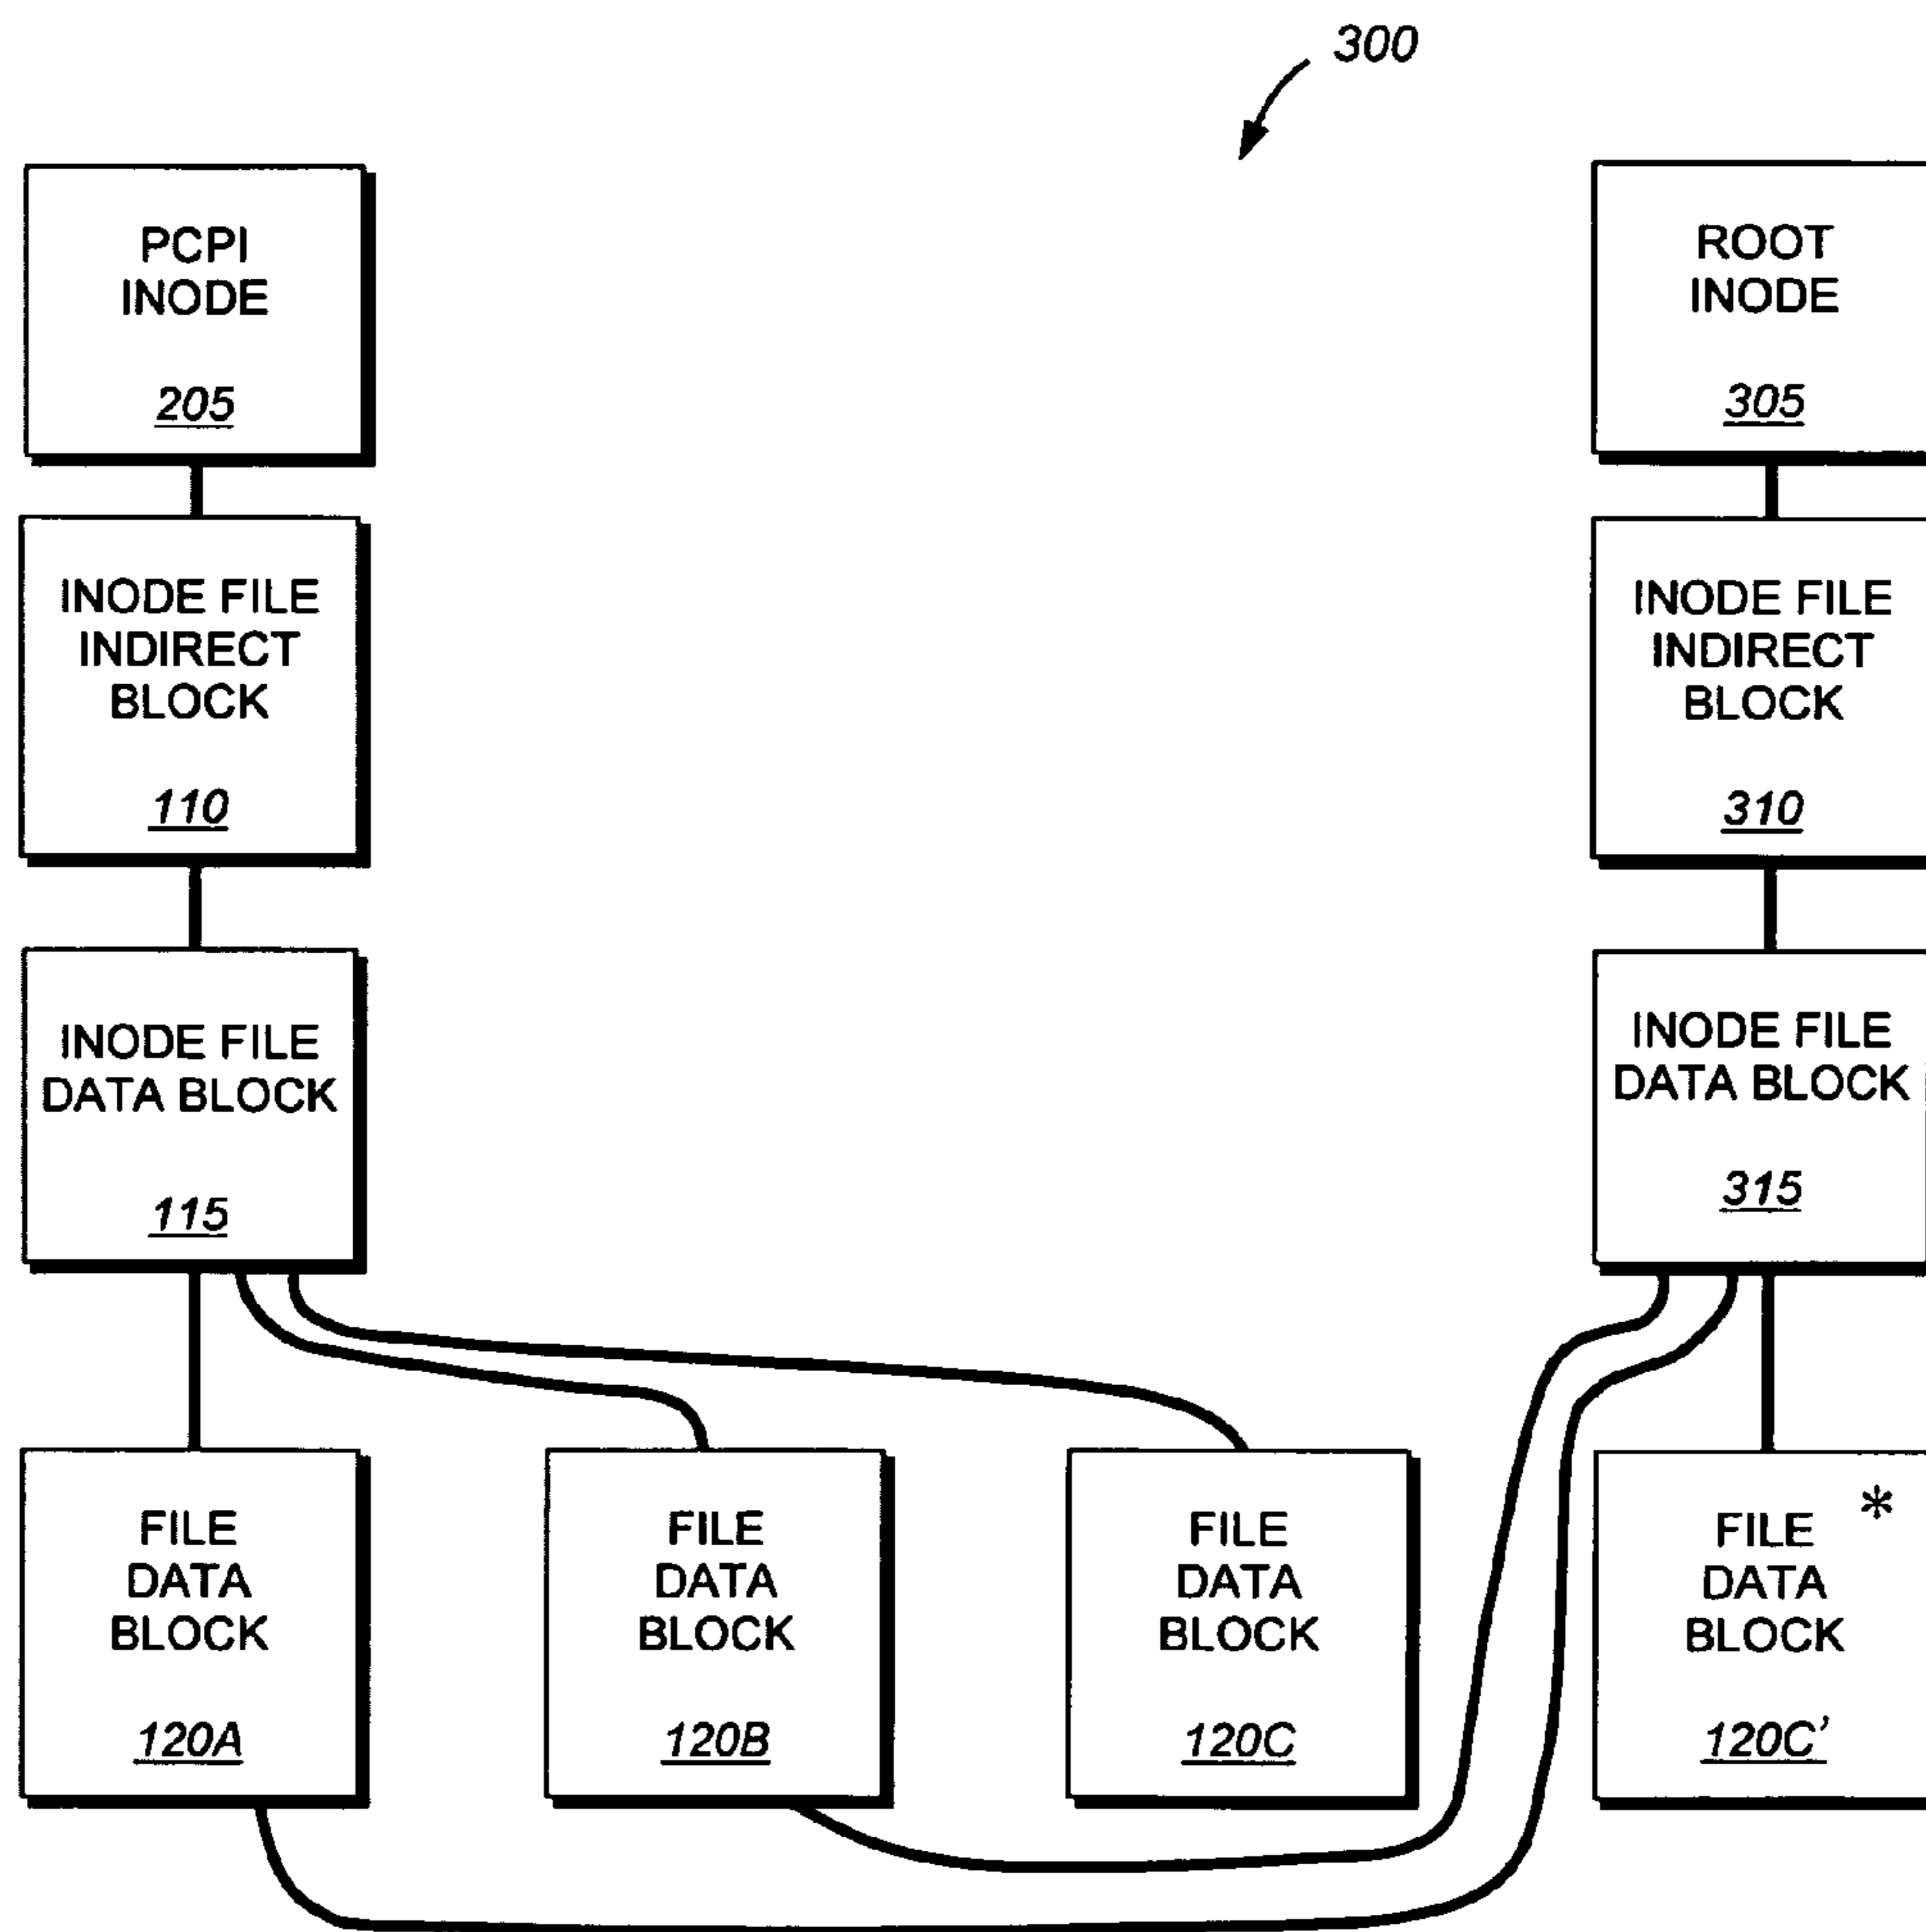 300
PCPI
INODE
205
ROOT
INODE
305
INODE FILE
INDIRECT
BLOCK
110
INODE FILE
INDIRECT
BLOCK
310
INODE FILE
DATA BLOCK
115
INODE FILE
DATA BLOCK
315
FILE
DATA
BLOCK
120A
FILE
DATA
BLOCK
120B
FILE
DATA
BLOCK
120C
*
FILE
DATA
BLOCK
120C’